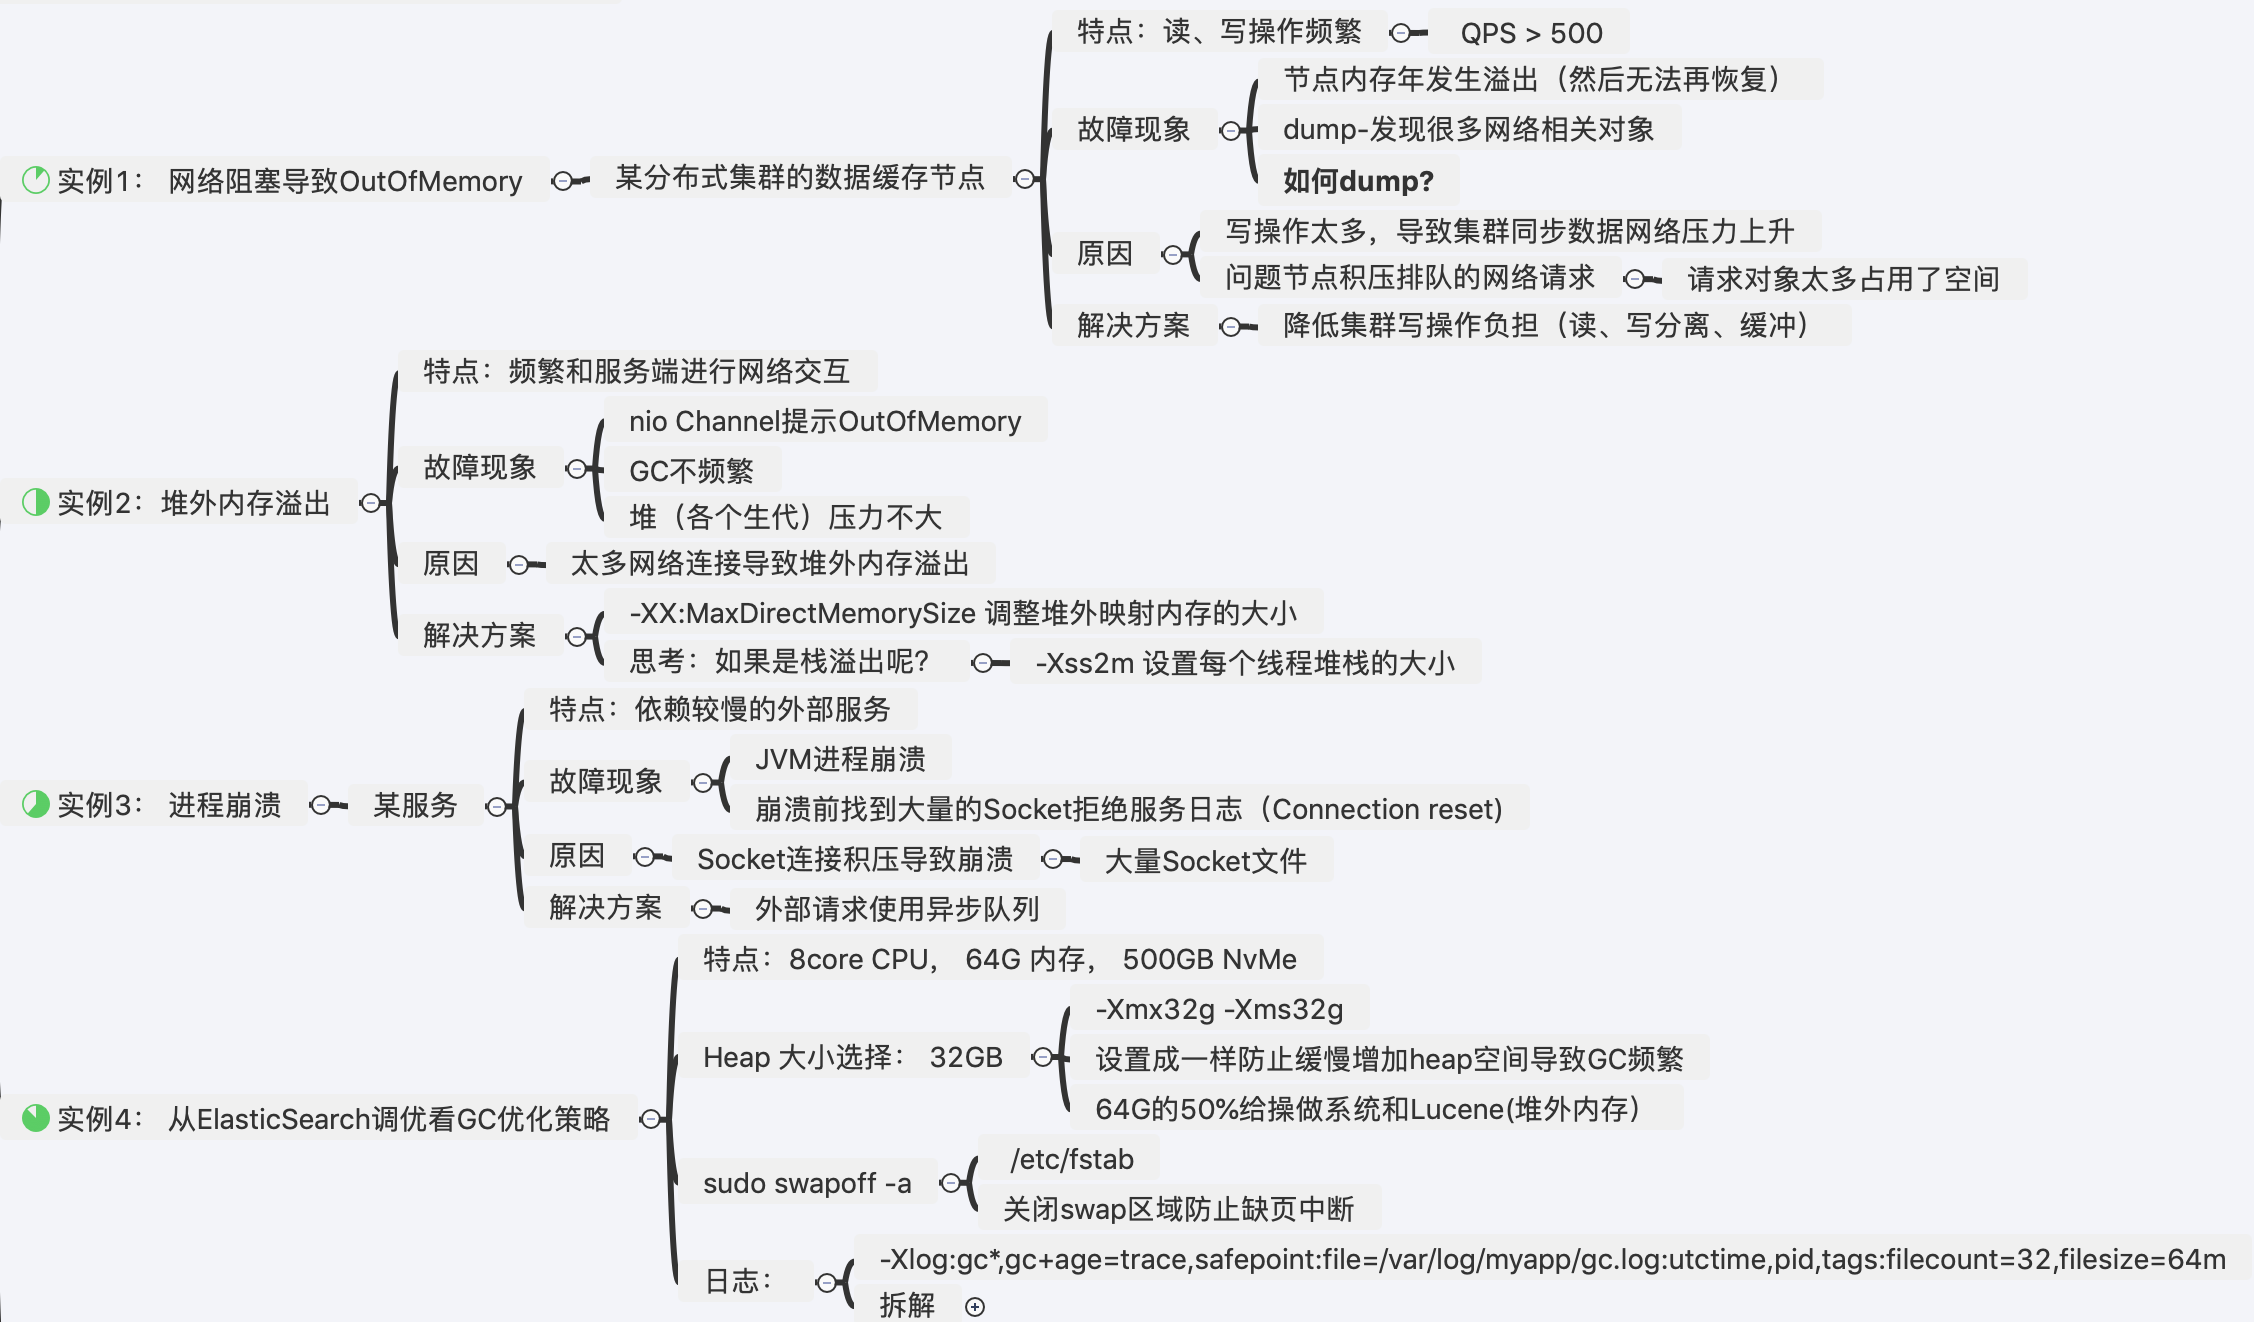 实例1： 网络阻塞导致OutOfMemory
某分布式集群的数据缓存节点
特点：读、写操作频繁
QPS > 500
故障现象
节点内存年发生溢出（然后无法再恢复）
dump-发现很多网络相关对象
如何dump?
原因
写操作太多，导致集群同步数据网络压力上升
问题节点积压排队的网络请求
请求对象太多占用了空间
解决方案
降低集群写操作负担（读、写分离、缓冲）
实例2：堆外内存溢出
特点：频繁和服务端进行网络交互
故障现象
nio Channel提示OutOfMemory
GC不频繁
堆（各个生代）压力不大
原因
太多网络连接导致堆外内存溢出
解决方案
-XX:MaxDirectMemorySize 调整堆外映射内存的大小
思考：如果是栈溢出呢？
-Xss2m 设置每个线程堆栈的大小
实例3： 进程崩溃
某服务
特点：依赖较慢的外部服务
故障现象
JVM进程崩溃
崩溃前找到大量的Socket拒绝服务日志（Connection reset)
原因
Socket连接积压导致崩溃
大量Socket文件
解决方案
外部请求使用异步队列
实例4： 从ElasticSearch调优看GC优化策略
特点：8core CPU， 64G 内存， 500GB NvMe
Heap 大小选择： 32GB
-Xmx32g -Xms32g
设置成一样防止缓慢增加heap空间导致GC频繁
64G的50%给操做系统和Lucene(堆外内存）
sudo swapoff -a
/etc/fstab
关闭swap区域防止缺页中断
日志：
-Xlog:gc*,gc+age=trace,safepoint:file=/var/log/myapp/gc.log:utctime,pid,tags:filecount=32,filesize=64m
拆解